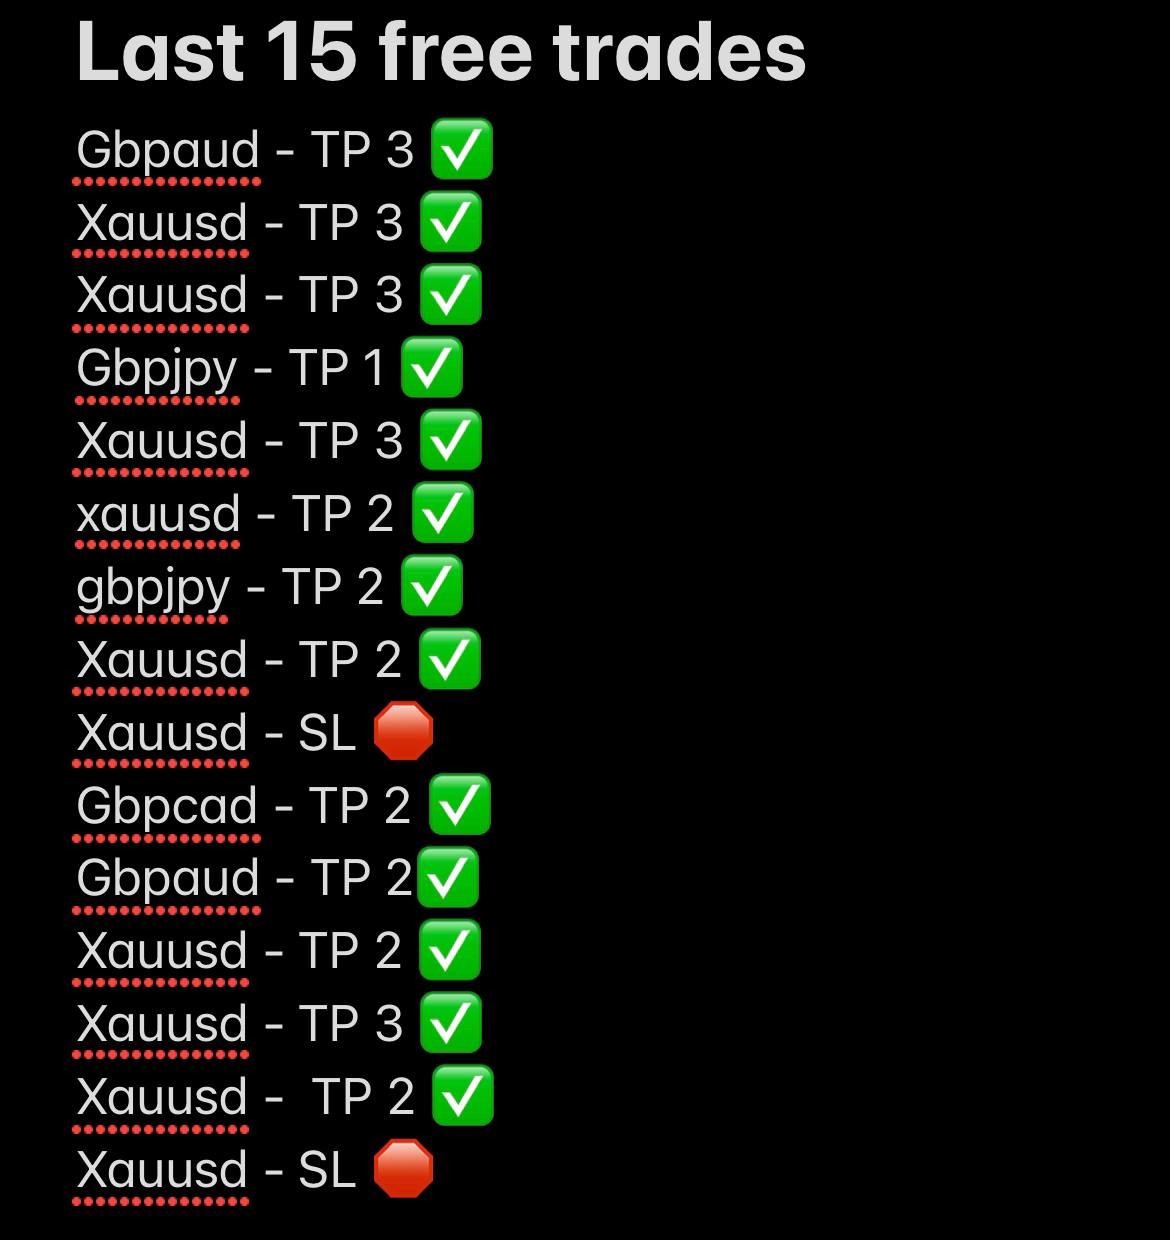 Last 15 free trades
Gbpaud - TP 3 ✅
Xauusd - TP 3 ✅
Xauusd - TP 3 ✅
Gbpjpy - TP 1 ✅
Xauusd - TP 3 ✅
xauusd - TP 2 ✅
gbpjpy - TP 2 ✅
Xauusd - TP 2 ✅
Xauusd - SL 🛑
Gbpcad - TP 2 ✅
Gbpaud - TP 2✅
Xauusd - TP 2 ✅
Xauusd - TP 3 ✅
Xauusd -  TP 2 ✅
Xauusd - SL 🛑